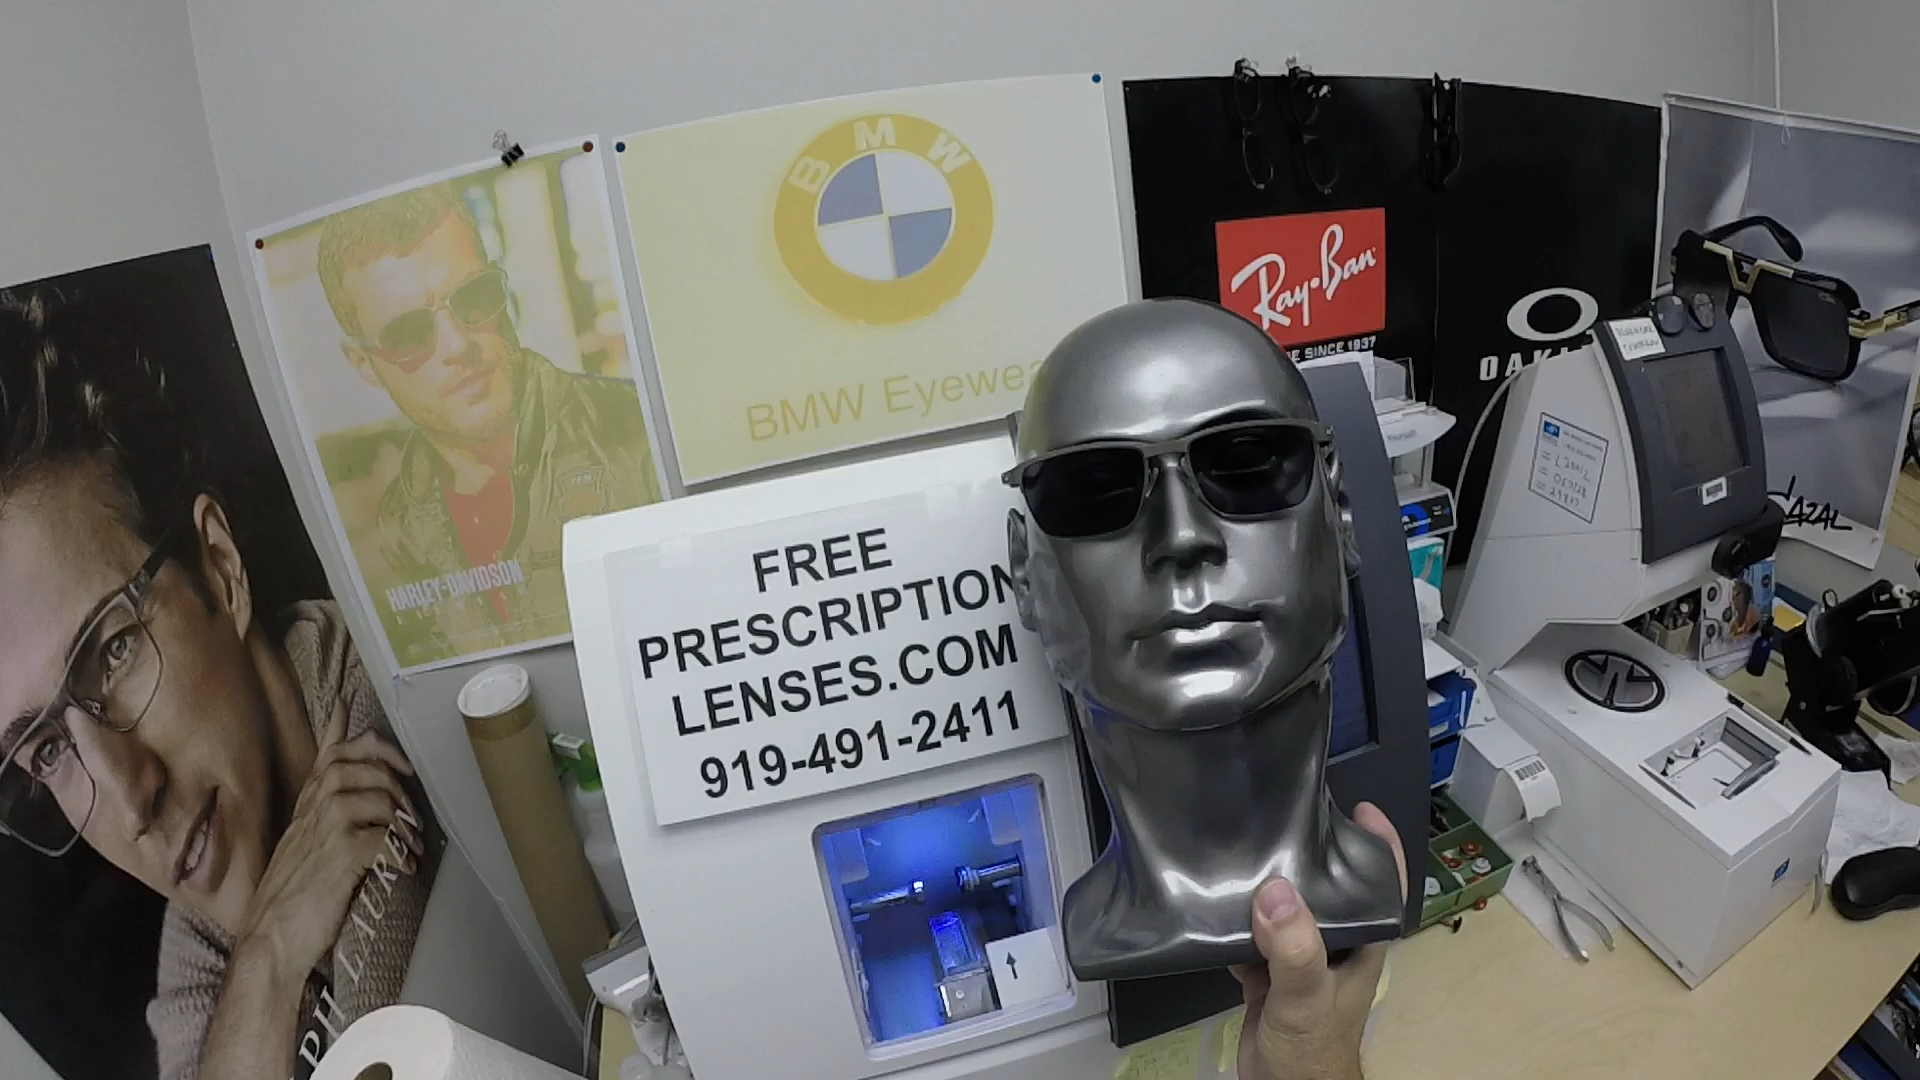 BMW
BMW Eyewea
HARLEY-DAVIDSON
Ray-Ban
E SINCE 1937
FREE
PRESCRIPTION
LENSES.COM
919-491-2411
PH LAUREN
CAZAL